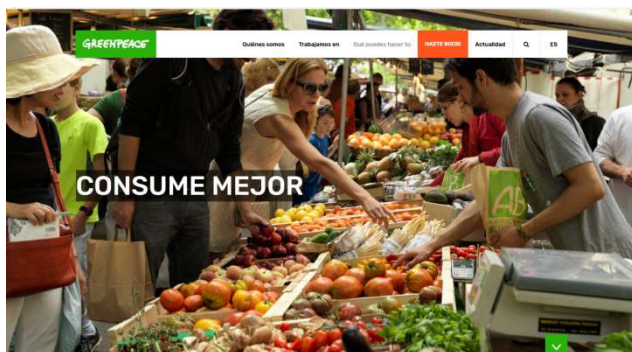 GREENPEACE
Quiénes somos Trabajamos en Qué puedes hacer tú HAZTE SOCIO Actualidad ES
CONSUME MEJOR
AB